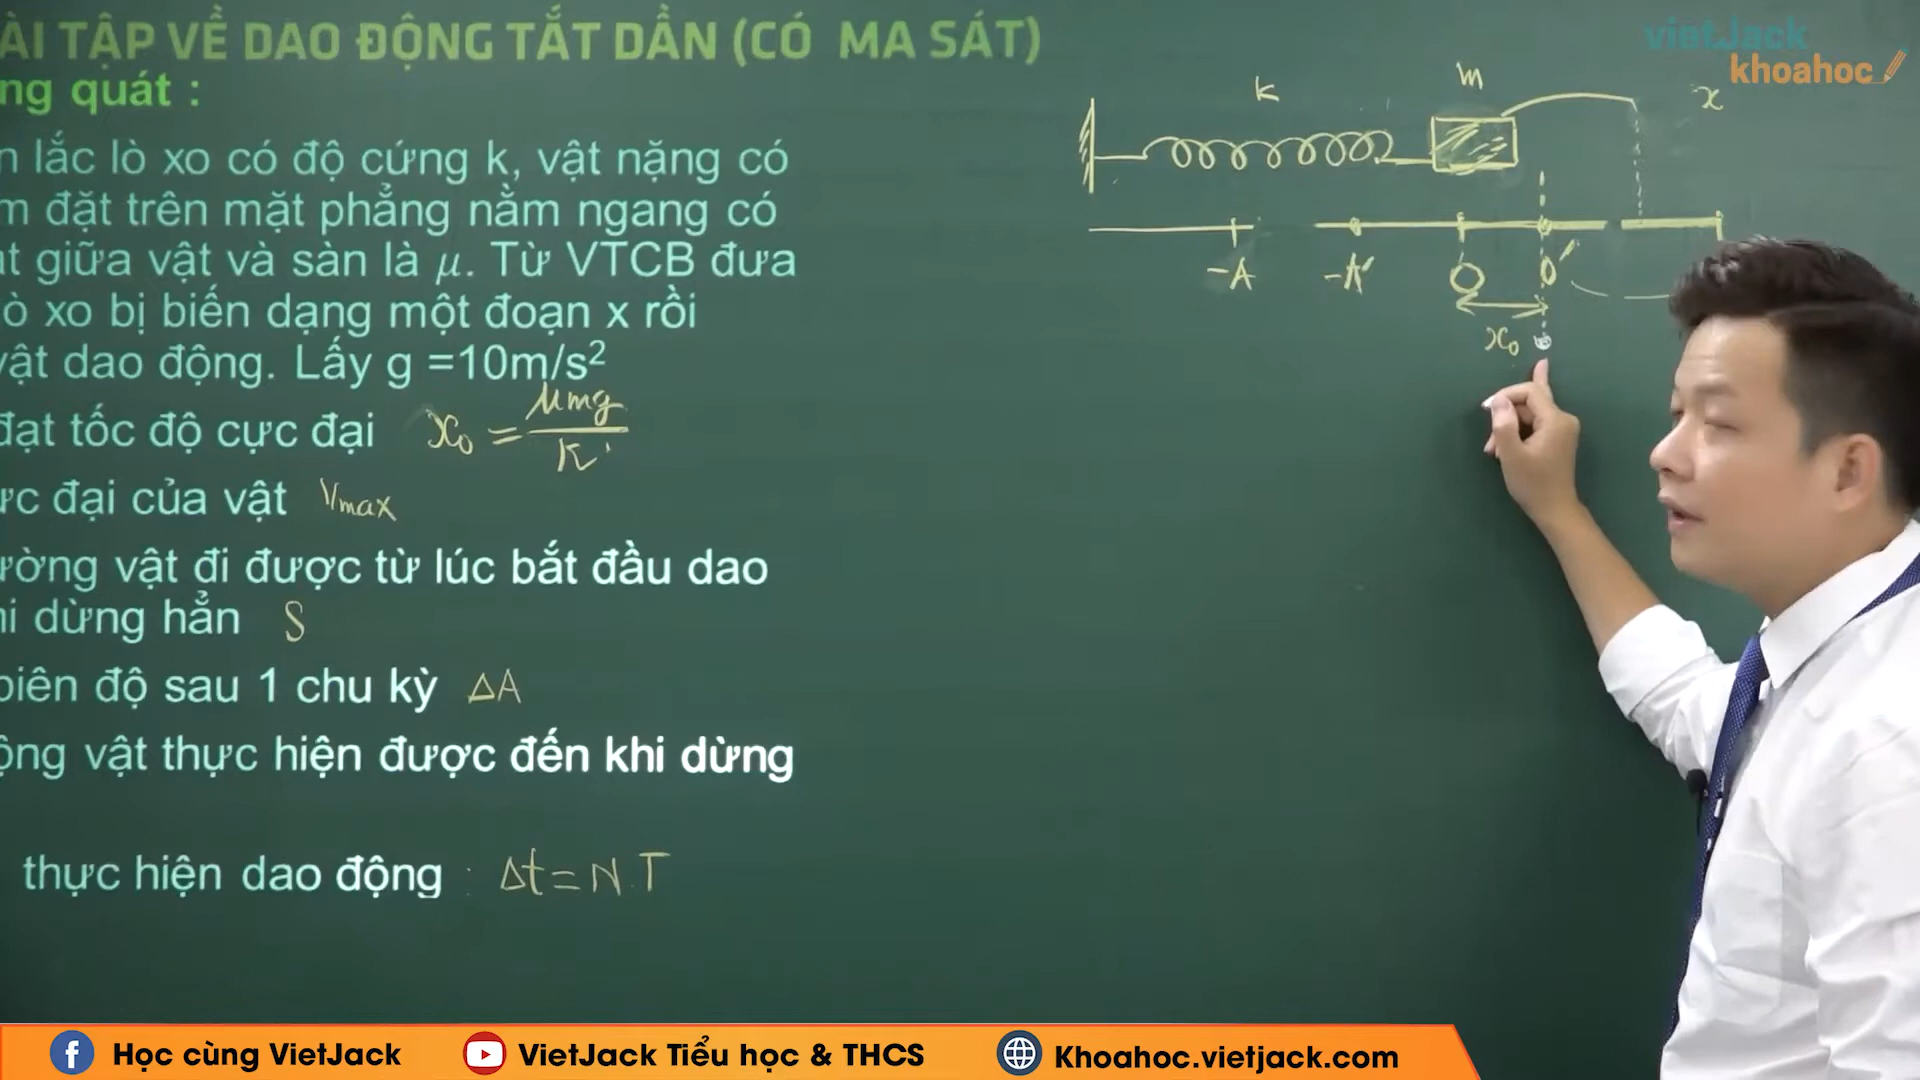 ÀI TẬP VỀ DAO ĐỘNG TẮT DẦN (CÓ MA SÁT)
ng quát :
n lắc lò xo có độ cứng k, vật nặng có
m đặt trên mặt phẳng nằm ngang có
át giữa vật và sàn là μ. Từ VTCB đưa
ò xo bị biến dạng một đoạn x rồi
vật dao động. Lấy g =10m/s²
đạt tốc độ cực đại x₀ = μmg/K
ực đại của vật Vmax
ường vật đi được từ lúc bắt đầu dao
hi dừng hẳn S
biên độ sau 1 chu kỳ ΔA
ộng vật thực hiện được đến khi dừng
thực hiện dao động : Δt = N.T
vietJack
khoahoc
k m x
-A -A' O O'
x₀
Học cùng VietJack
VietJack Tiểu học & THCS
Khoahoc.vietjack.com